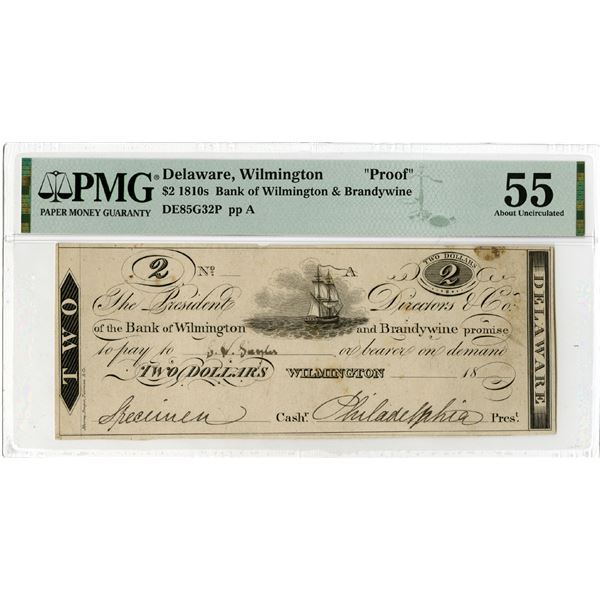 PMG® Delaware, Wilmington "Proof" 55
PAPER MONEY GUARANTY $2 1810s Bank of Wilmington & Brandywine About Uncirculated
DE85G32P pp A
TWO DOLLARS
2 No A 2
The President Directors & Co.
of the Bank of Wilmington and Brandywine promise
to pay to or bearer on demand
TWO DOLLARS WILMINGTON 18
Specimen Cashr. Philadelphia Prest.
TWO
DELAWARE